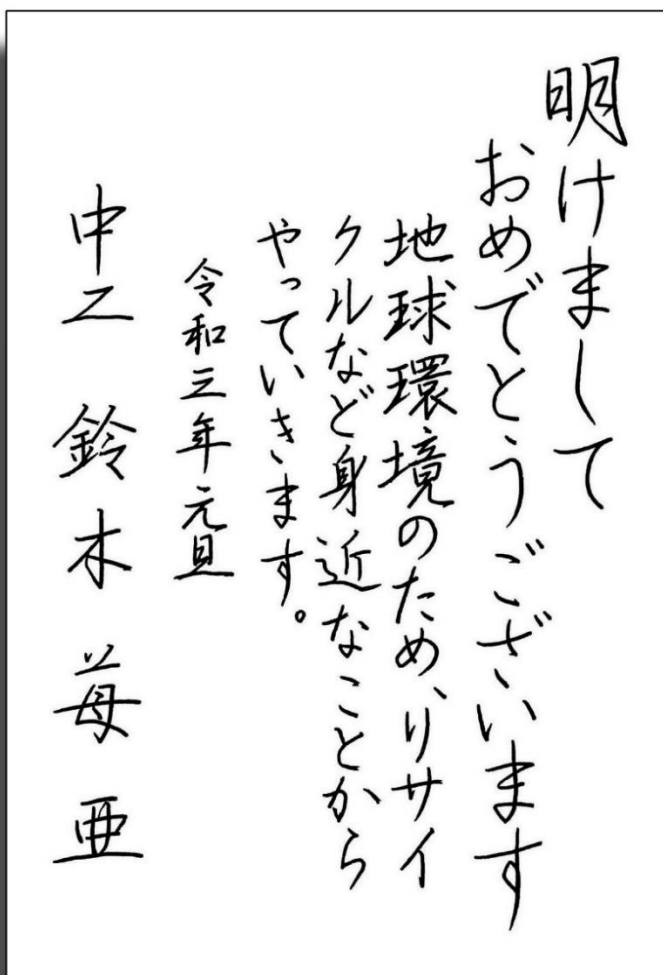 明けまして
おめでとうございます
地球環境のため、リサイ
クルなど身近なことから
やっていきます。
令和三年元旦
中二 鈴木 苺亜